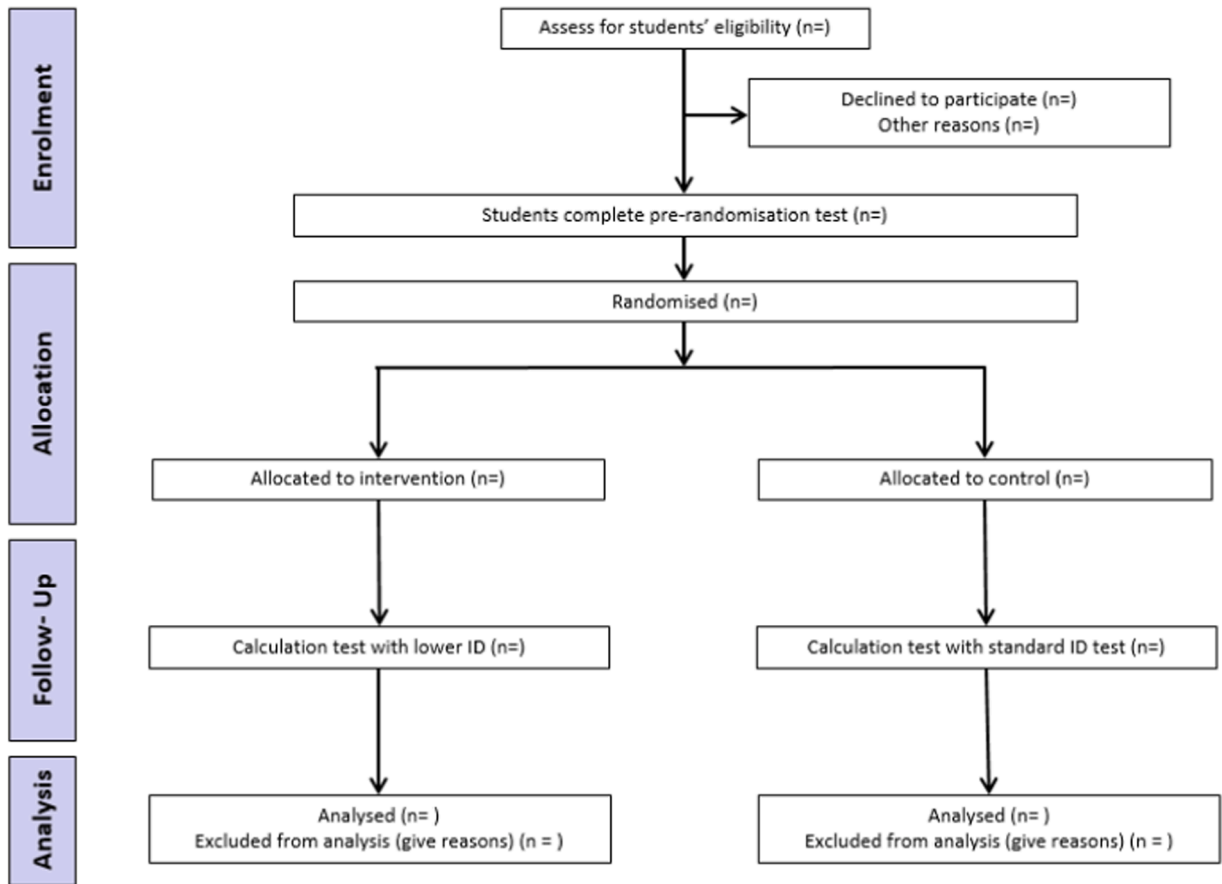 Enrolment
Assess for students’ eligibility (n=)
Declined to participate (n=)
Other reasons (n=)
Students complete pre-randomisation test (n=)
Allocation
Randomised (n=)
Allocated to intervention (n=)
Allocated to control (n=)
Follow- Up
Calculation test with lower ID (n=)
Calculation test with standard ID test (n=)
Analysis
Analysed (n= )
Excluded from analysis (give reasons) (n = )
Analysed (n= )
Excluded from analysis (give reasons) (n = )